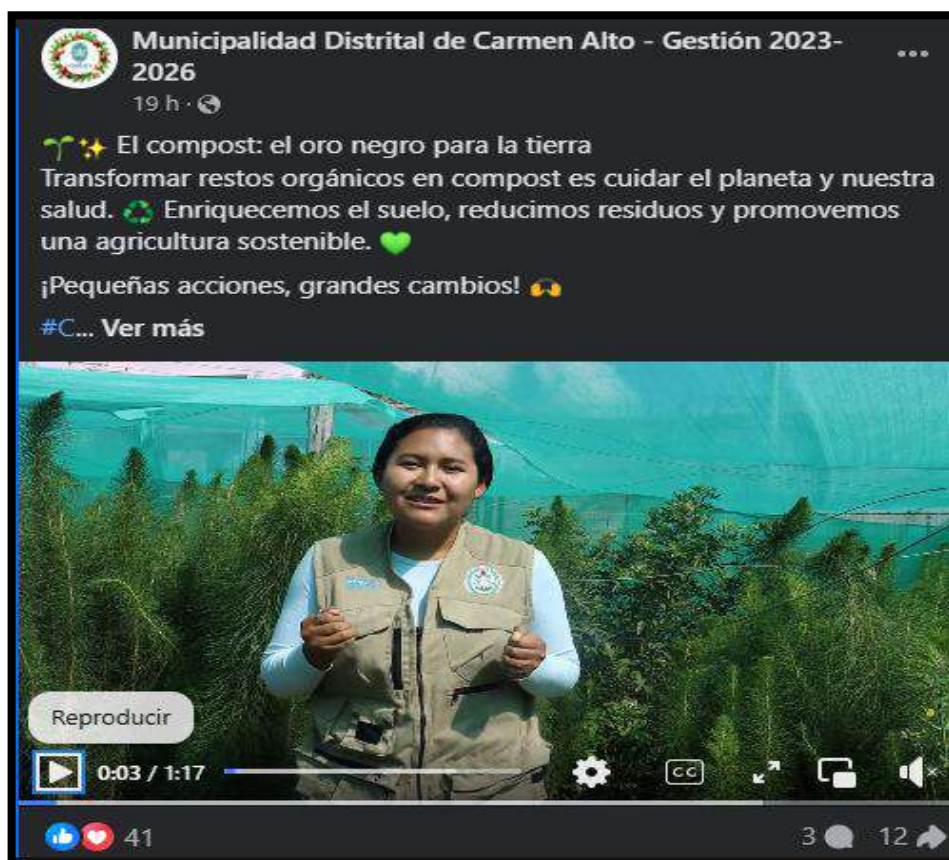 Municipalidad Distrital de Carmen Alto - Gestión 2023-
2026
19 h ·
El compost: el oro negro para la tierra
Transformar restos orgánicos en compost es cuidar el planeta y nuestra
salud. Enriquecemos el suelo, reducimos residuos y promovemos
una agricultura sostenible.
¡Pequeñas acciones, grandes cambios!
#C... Ver más
Reproducir
0:03 / 1:17
CC
41
3 12